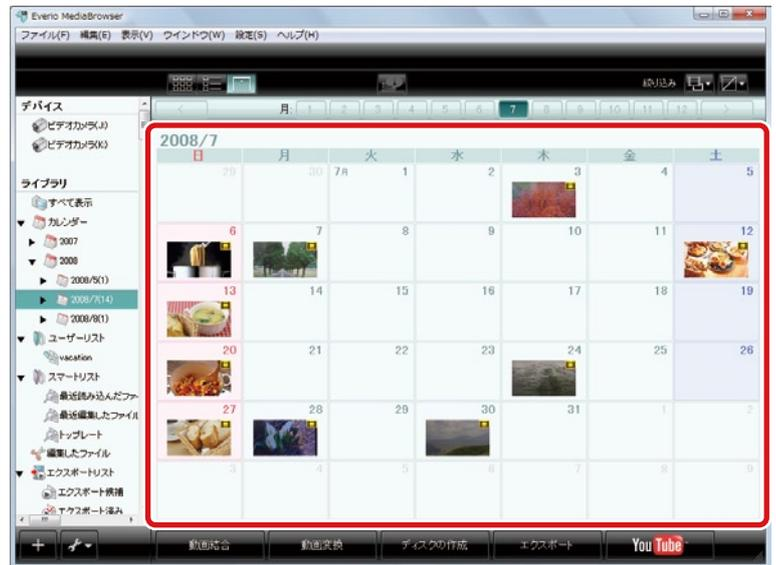 Everio MediaBrowser
ファイル(F) 編集(E) 表示(V) ウインドウ(W) 設定(S) ヘルプ(H)
絞り込み
デバイス
ビデオカメラ(J)
ビデオカメラ(K)
ライブラリ
すべて表示
カレンダー
2007
2008
2008/5(1)
2008/7(14)
2008/8(1)
ユーザーリスト
vacation
スマートリスト
最近読み込んだファ
最近編集したファイル
トップレート
編集したファイル
エクスポートリスト
エクスポート候補
エクスポート済み
< 月: 1 2 3 4 5 6 7 8 9 10 11 12 >
2008/7
日 月 火 水 木 金 土
29 30 7月 1 2 3 4 5
6 7 8 9 10 11 12
13 14 15 16 17 18 19
20 21 22 23 24 25 26
27 28 29 30 31 1 2
3 4 5 6 7 8 9
動画結合 動画変換 ディスクの作成 エクスポート YouTube